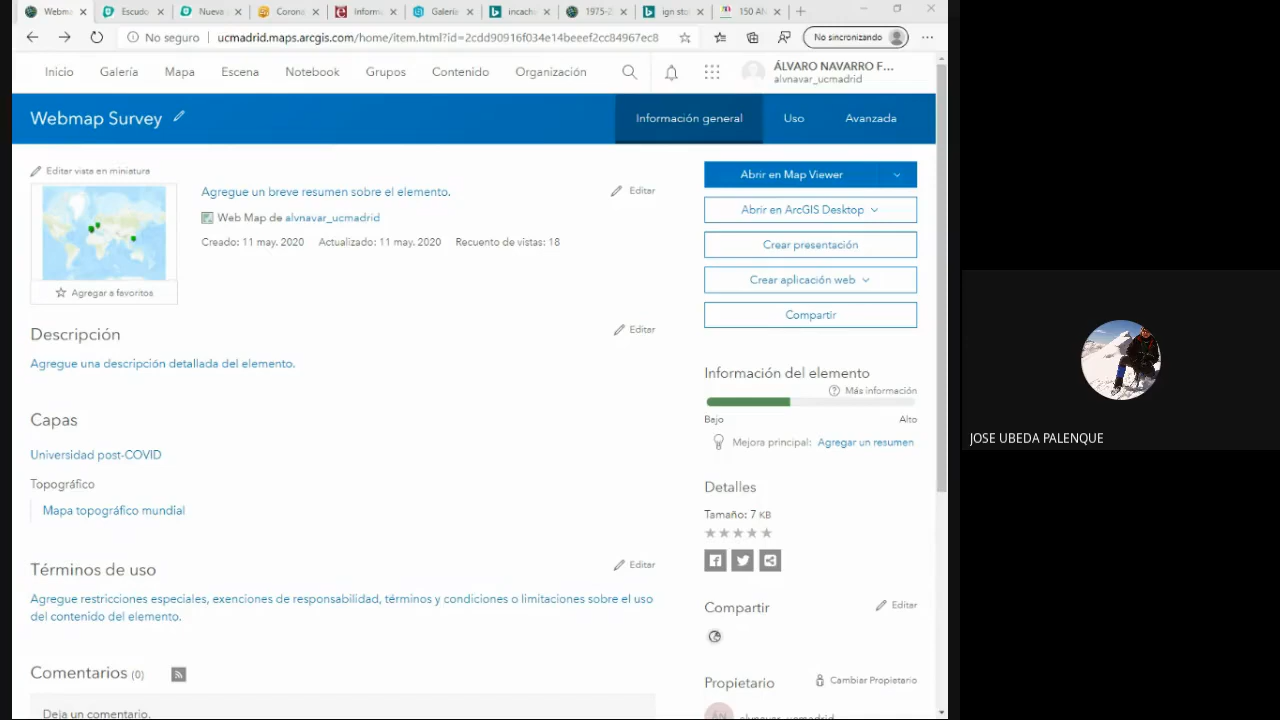 Webma
Escudo
Nueva
Corona
Inform
Galería
incach
1975-2
ign sta
150 AN
No seguro
ucmadrid.maps.arcgis.com/home/item.html?id=2cdd90916f034e14beeef2cc84967ec8
No sincronizando
Inicio
Galería
Mapa
Escena
Notebook
Grupos
Contenido
Organización
ÁLVARO NAVARRO F...
alvnavar_ucmadrid
Webmap Survey
Información general
Uso
Avanzada
Editar vista en miniatura
Agregue un breve resumen sobre el elemento.
Editar
Web Map de alvnavar_ucmadrid
Creado: 11 may. 2020 Actualizado: 11 may. 2020 Recuento de vistas: 18
Agregar a favoritos
Abrir en Map Viewer
Abrir en ArcGIS Desktop
Crear presentación
Crear aplicación web
Compartir
Descripción
Editar
Agregue una descripción detallada del elemento.
Información del elemento
Más información
Bajo
Alto
Mejora principal: Agregar un resumen
JOSE UBEDA PALENQUE
Capas
Universidad post-COVID
Topográfico
Mapa topográfico mundial
Detalles
Tamaño: 7 KB
Términos de uso
Editar
Agregue restricciones especiales, exenciones de responsabilidad, términos y condiciones o limitaciones sobre el uso
del contenido del elemento.
Compartir
Editar
Comentarios (0)
Deja un comentario.
Propietario
Cambiar Propietario
ÁN
alvnavar_ucmadrid